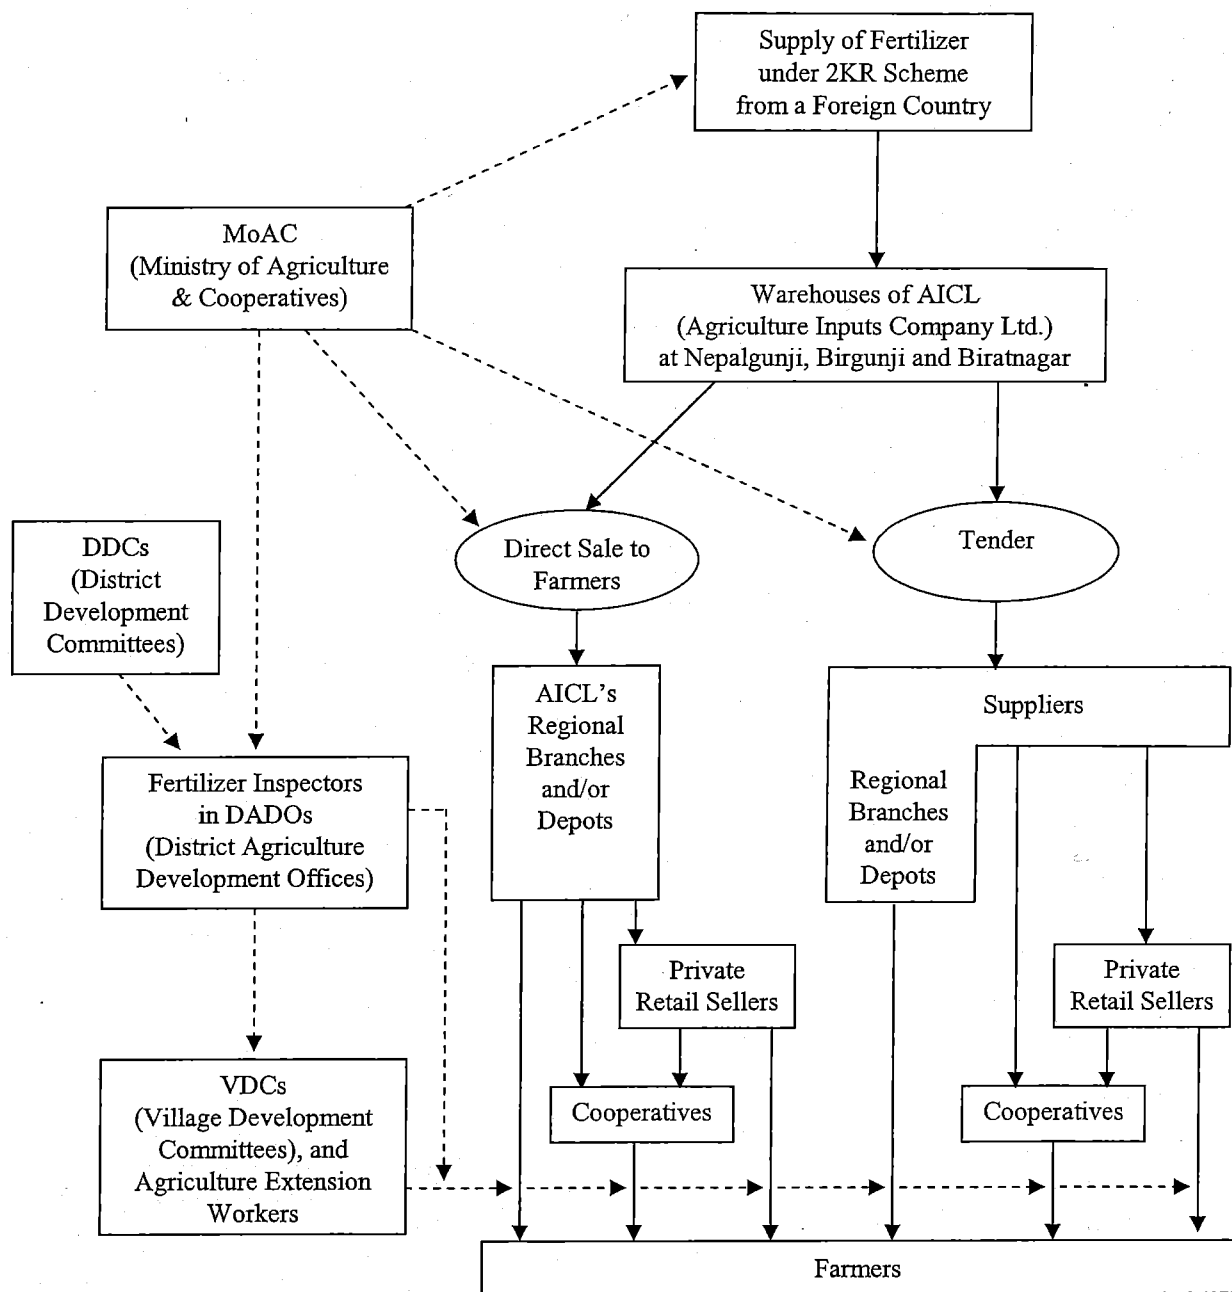 Supply of Fertilizer
under 2KR Scheme
from a Foreign Country
MoAC
(Ministry of Agriculture
& Cooperatives)
Warehouses of AICL
(Agriculture Inputs Company Ltd.)
at Nepalgunji, Birgunji and Biratnagar
DDCs
(District
Development
Committees)
Direct Sale to
Farmers
Tender
AICL's
Regional
Branches
and/or
Depots
Suppliers
Regional
Branches
and/or
Depots
Fertilizer Inspectors
in DADOs
(District Agriculture
Development Offices)
Private
Retail Sellers
Private
Retail Sellers
VDCs
(Village Development
Committees), and
Agriculture Extension
Workers
Cooperatives
Cooperatives
Farmers